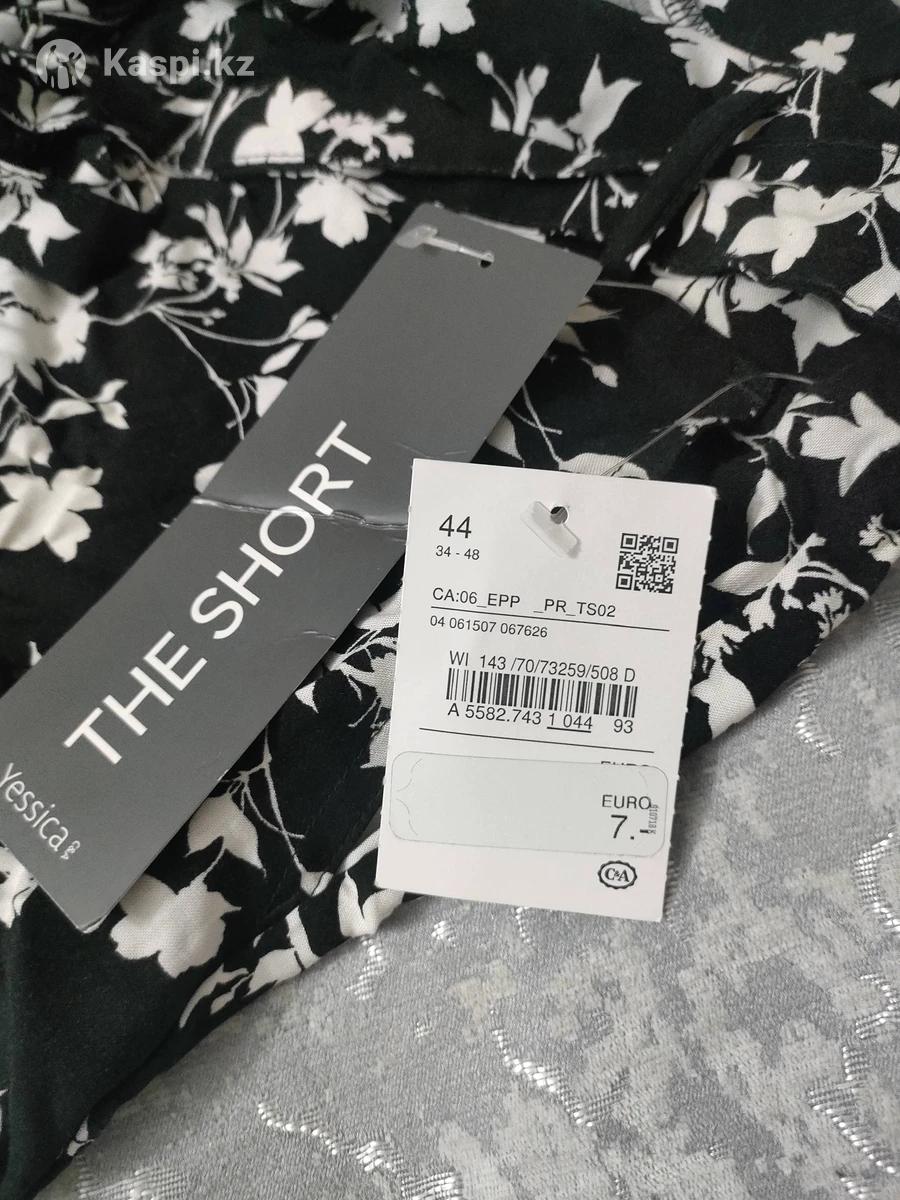 Kaspi.kz
THE SHORT
Yessica
44
34 - 48
CA:06_EPP _PR_TS02
04 061507 067626
WI 143 /70/73259/508 D
A 5582.743 1 044 93
EURO
7.-
C&A